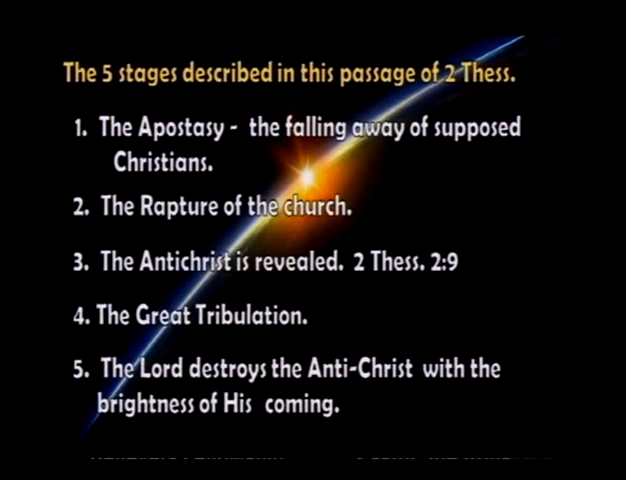 The 5 stages described in this passage of 2 Thess.
1. The Apostasy - the falling away of supposed
Christians.
2. The Rapture of the church.
3. The Antichrist is revealed. 2 Thess. 2:9
4. The Great Tribulation.
5. The Lord destroys the Anti-Christ with the
brightness of His coming.